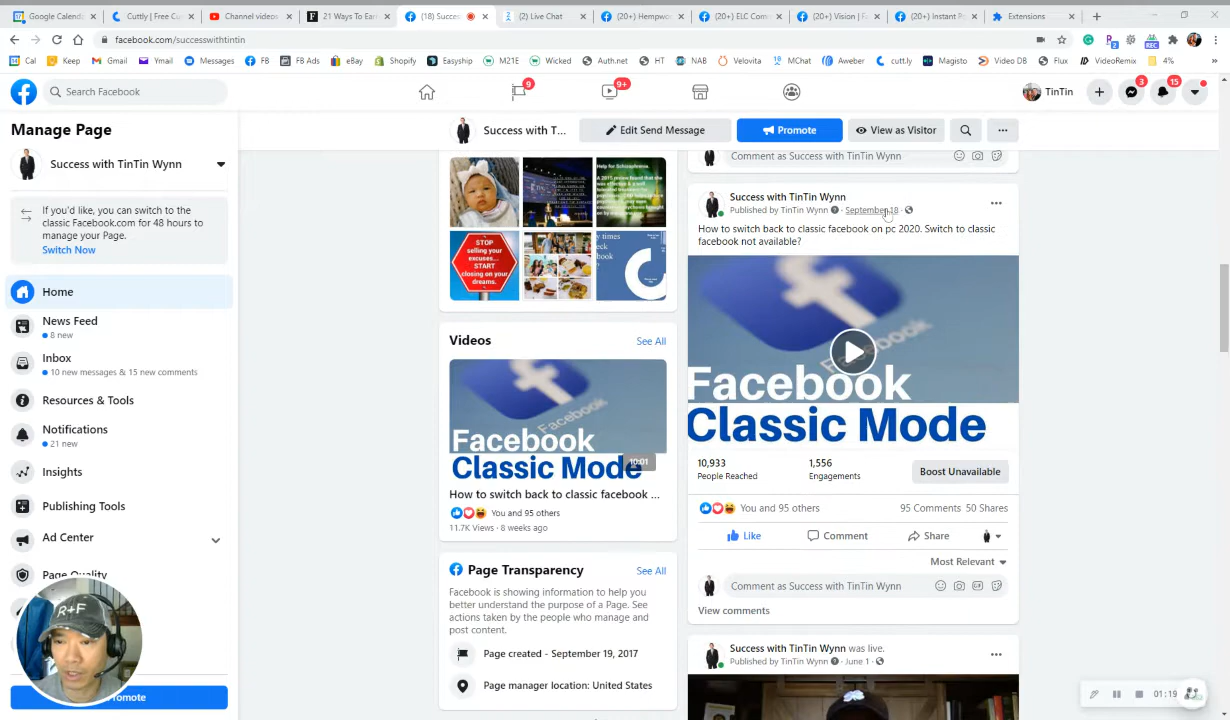 Google Calenda
Cuttly | Free Cu
Channel videos
21 Ways To Ear
(18) Succes
(2) Live Chat
(20+) Hempwor
(20+) ELC Com
(20+) Vision | Fa
(20+) Instant P
Extensions
facebook.com/successwithtintin
Cal
Keep
Gmail
Ymail
Messages
FB
FB Ads
eBay
Shopify
Easyship
M21E
Wicked
Auth.net
HT
NAB
Velovita
MChat
Aweber
cutt.ly
Magisto
Video DB
Flux
VideoRemix
4%
Search Facebook
9
9+
TinTin
3
15
Manage Page
Success with TinTin Wynn
If you'd like, you can switch to the
classic Facebook.com for 48 hours to
manage your Page.
Switch Now
Home
News Feed
8 new
Inbox
10 new messages & 15 new comments
Resources & Tools
Notifications
21 new
Insights
Publishing Tools
Ad Center
Page Quality
R+F
romote
Success with T...
Edit Send Message
Promote
View as Visitor
STOP
selling your
excuses...
START
closing on your
dreams.
Videos
See All
Facebook
Classic Mode
10:01
How to switch back to classic facebook ...
You and 95 others
11.7K Views · 8 weeks ago
Page Transparency
See All
Facebook is showing information to help you
better understand the purpose of a Page. See
actions taken by the people who manage and
post content.
Page created - September 19, 2017
Page manager location: United States
Comment as Success with TinTin Wynn
Success with TinTin Wynn
Published by TinTin Wynn · September 18 ·
How to switch back to classic facebook on pc 2020. Switch to classic
facebook not available?
Facebook
Classic Mode
10,933
People Reached
1,556
Engagements
Boost Unavailable
You and 95 others
95 Comments 50 Shares
Like
Comment
Share
Most Relevant
Comment as Success with TinTin Wynn
View comments
Success with TinTin Wynn was live.
Published by TinTin Wynn · June 1 ·
01:19